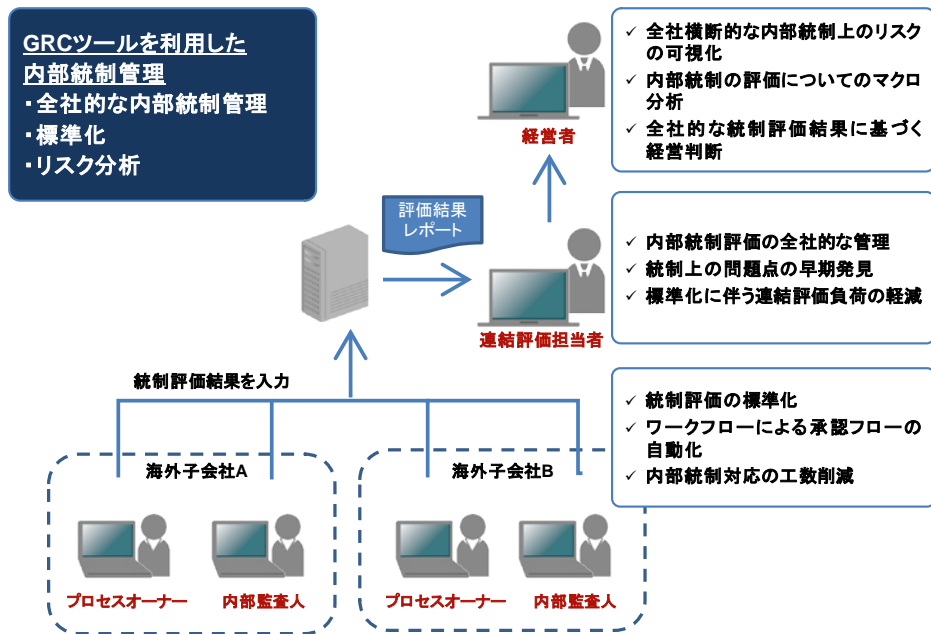 GRCツールを利用した
内部統制管理
・全社的な内部統制管理
・標準化
・リスク分析
経営者
✓ 全社横断的な内部統制上のリスク
の可視化
✓ 内部統制の評価についてのマクロ
分析
✓ 全社的な統制評価結果に基づく
経営判断
評価結果
レポート
連結評価担当者
✓ 内部統制評価の全社的な管理
✓ 統制上の問題点の早期発見
✓ 標準化に伴う連結評価負荷の軽減
統制評価結果を入力
✓ 統制評価の標準化
✓ ワークフローによる承認フローの
自動化
✓ 内部統制対応の工数削減
海外子会社A
プロセスオーナー
内部監査人
海外子会社B
プロセスオーナー
内部監査人